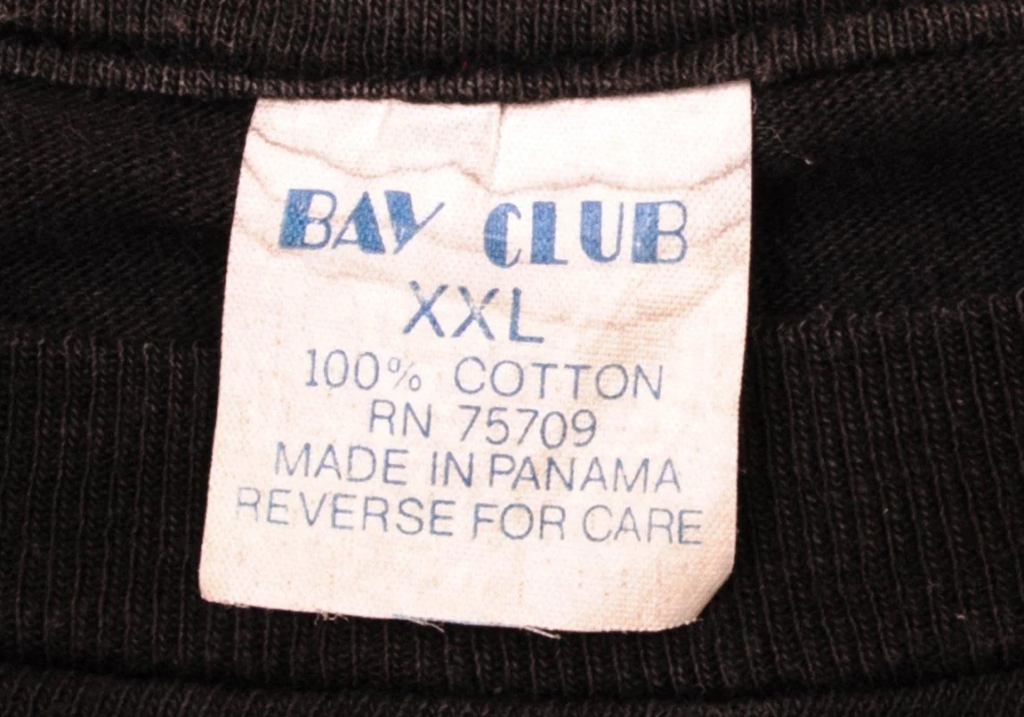 BAY CLUB
XXL
100% COTTON
RN 75709
MADE IN PANAMA
REVERSE FOR CARE